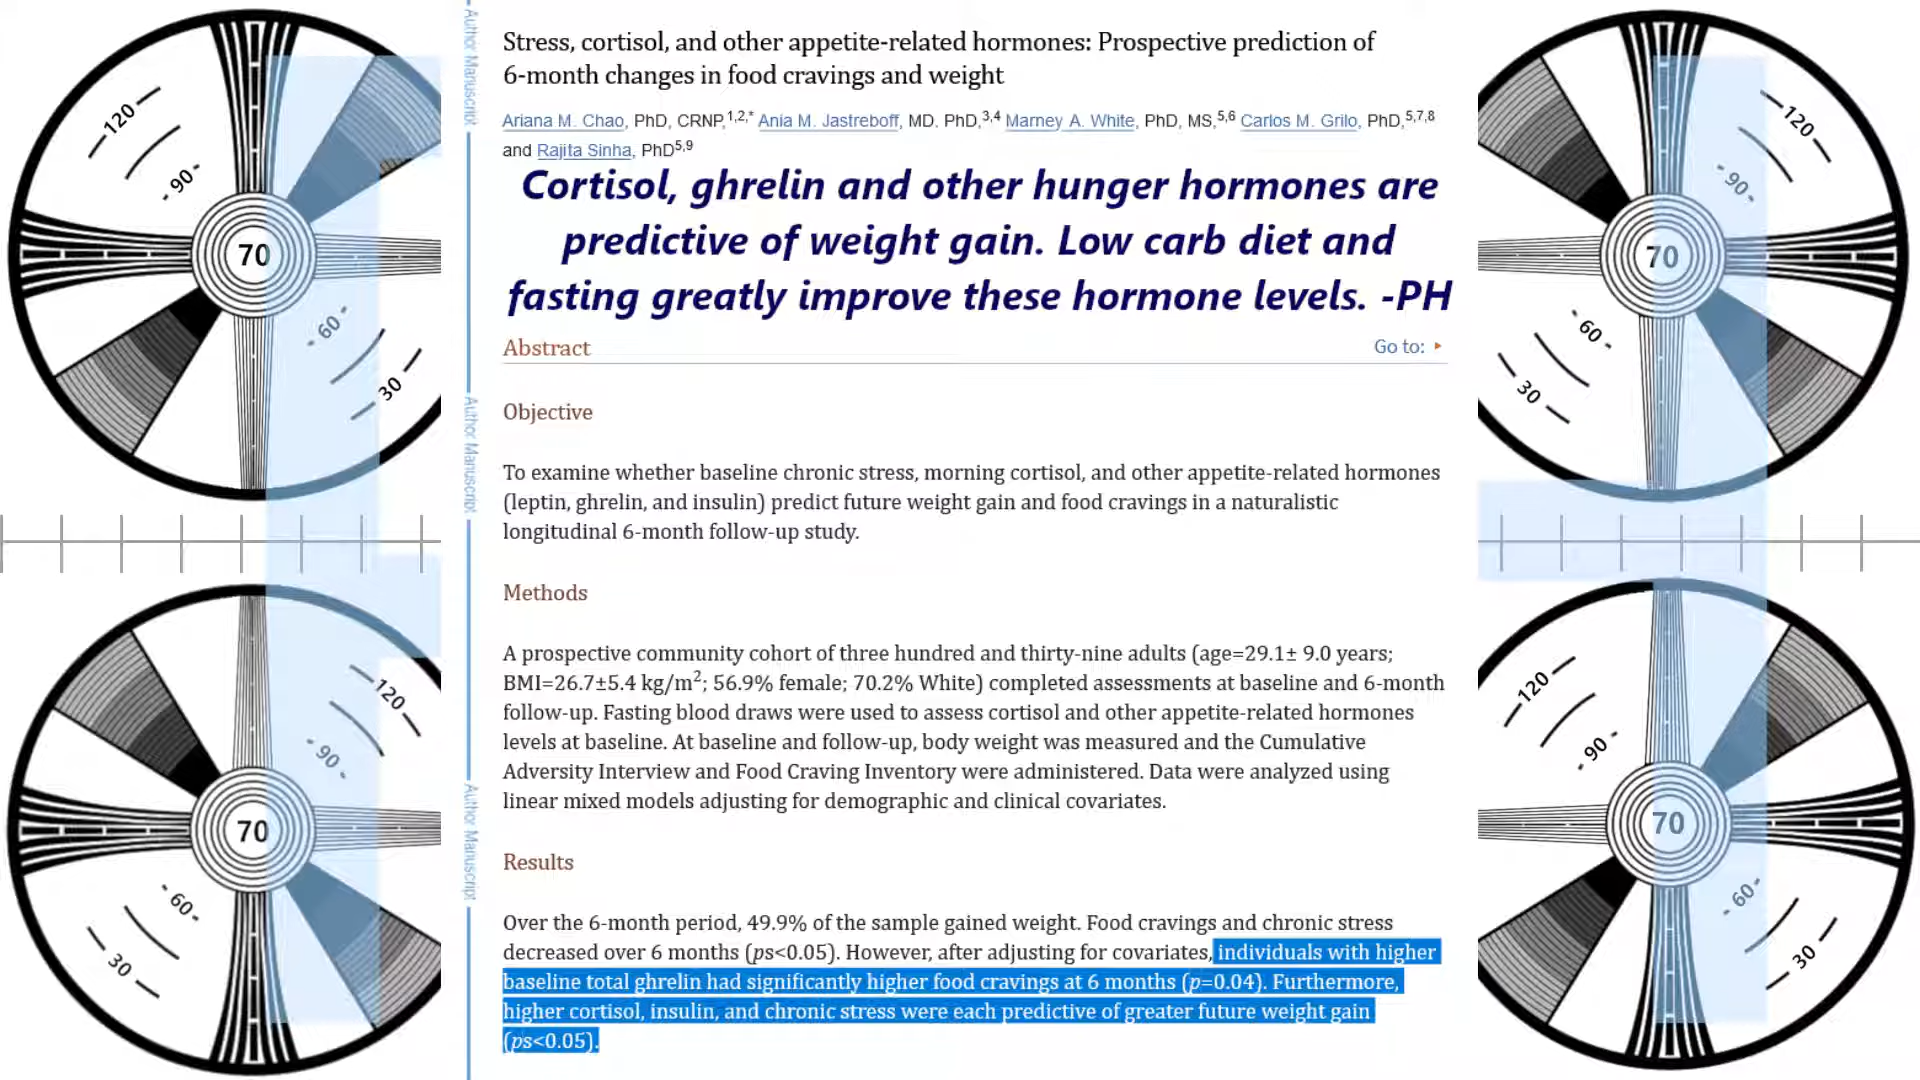 Stress, cortisol, and other appetite-related hormones: Prospective prediction of
6-month changes in food cravings and weight
Ariana M. Chao, PhD, CRNP,1,2,* Ania M. Jastreboff, MD, PhD,3,4 Marney A. White, PhD, MS,5,6 Carlos M. Grilo, PhD,5,7,8
and Rajita Sinha, PhD5,9
Cortisol, ghrelin and other hunger hormones are
predictive of weight gain. Low carb diet and
fasting greatly improve these hormone levels. -PH
Abstract
Go to:
Objective
To examine whether baseline chronic stress, morning cortisol, and other appetite-related hormones
(leptin, ghrelin, and insulin) predict future weight gain and food cravings in a naturalistic
longitudinal 6-month follow-up study.
Methods
A prospective community cohort of three hundred and thirty-nine adults (age=29.1± 9.0 years;
BMI=26.7±5.4 kg/m2; 56.9% female; 70.2% White) completed assessments at baseline and 6-month
follow-up. Fasting blood draws were used to assess cortisol and other appetite-related hormones
levels at baseline. At baseline and follow-up, body weight was measured and the Cumulative
Adversity Interview and Food Craving Inventory were administered. Data were analyzed using
linear mixed models adjusting for demographic and clinical covariates.
Results
Over the 6-month period, 49.9% of the sample gained weight. Food cravings and chronic stress
decreased over 6 months (ps<0.05). However, after adjusting for covariates, individuals with higher
baseline total ghrelin had significantly higher food cravings at 6 months (p=0.04). Furthermore,
higher cortisol, insulin, and chronic stress were each predictive of greater future weight gain
(ps<0.05).
Author Manuscript
Author Manuscript
Author Manuscript
120
-90-
70
-60-
30
120
-90-
70
-60-
30
120
-90-
70
-60-
30
120
-90-
70
-60-
30